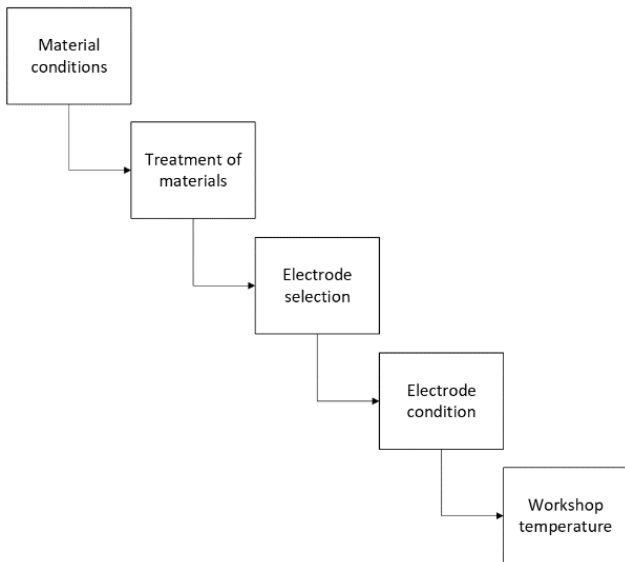 Material
conditions
Treatment of
materials
Electrode
selection
Electrode
condition
Workshop
temperature